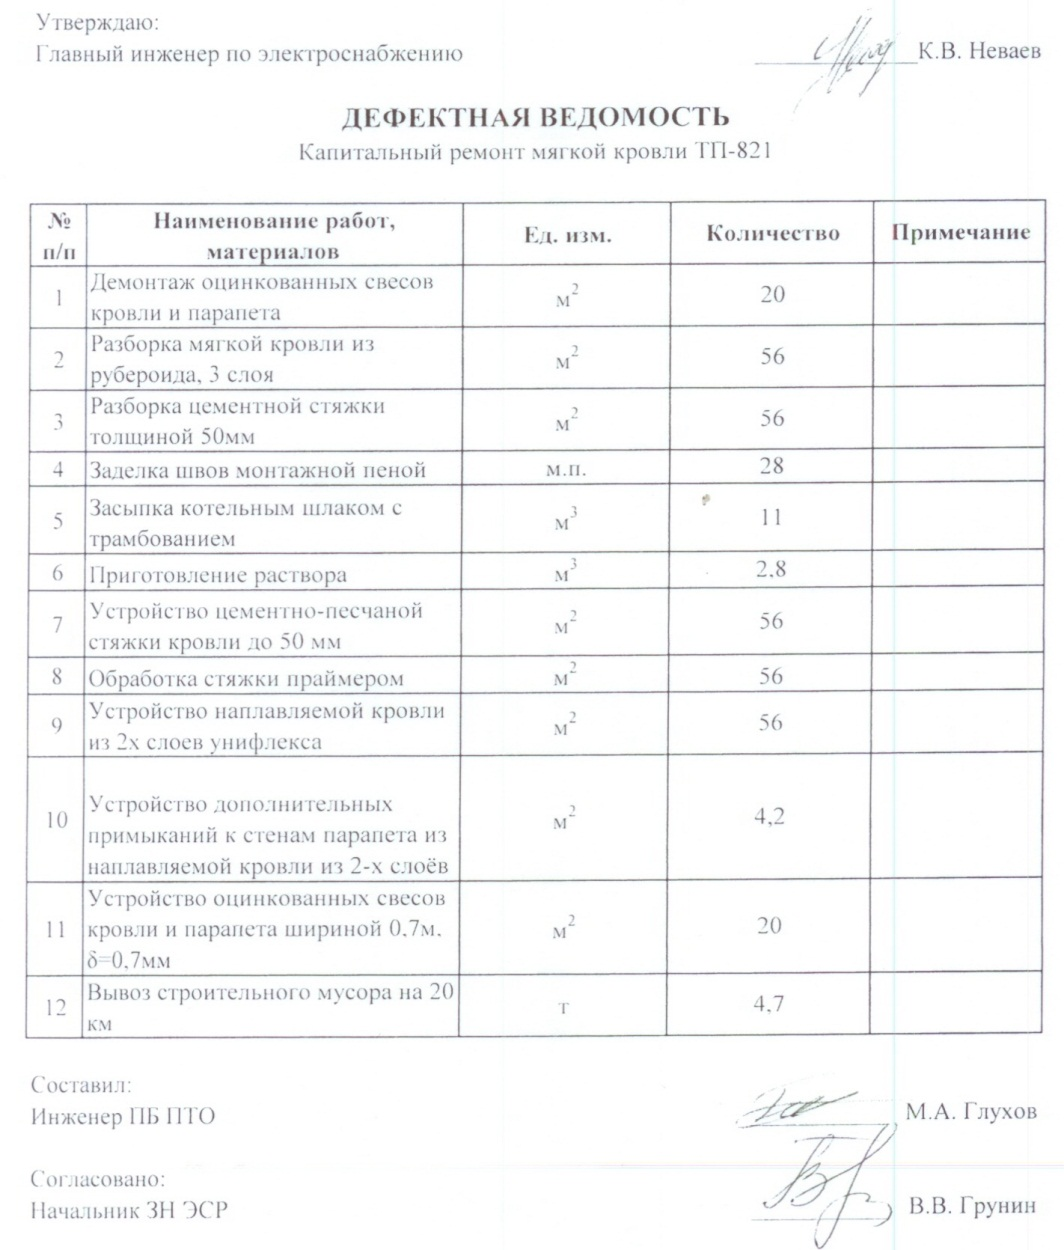 Утверждаю:
Главный инженер по электроснабжению
К.В. Неваев
ДЕФЕКТНАЯ ВЕДОМОСТЬ
Капитальный ремонт мягкой кровли ТП-821
№ п/п
Наименование работ, материалов
Ед. изм.
Количество
Примечание
1
Демонтаж оцинкованных свесов
кровли и парапета
м²
20
2
Разборка мягкой кровли из
рубероида, 3 слоя
м²
56
3
Разборка цементной стяжки
толщиной 50мм
м²
56
4
Заделка швов монтажной пеной
м.п.
28
5
Засыпка котельным шлаком с
трамбованием
м³
11
6
Приготовление раствора
м³
2,8
7
Устройство цементно-песчаной
стяжки кровли до 50 мм
м²
56
8
Обработка стяжки праймером
м²
56
9
Устройство наплавляемой кровли
из 2х слоев унифлекса
м²
56
10
Устройство дополнительных
примыканий к стенам парапета из
наплавляемой кровли из 2-х слоёв
м²
4,2
11
Устройство оцинкованных свесов
кровли и парапета шириной 0,7м,
δ=0,7мм
м²
20
12
Вывоз строительного мусора на 20
км
т
4,7
Составил:
Инженер ПБ ПТО
М.А. Глухов
Согласовано:
Начальник ЗН ЭСР
В.В. Грунин